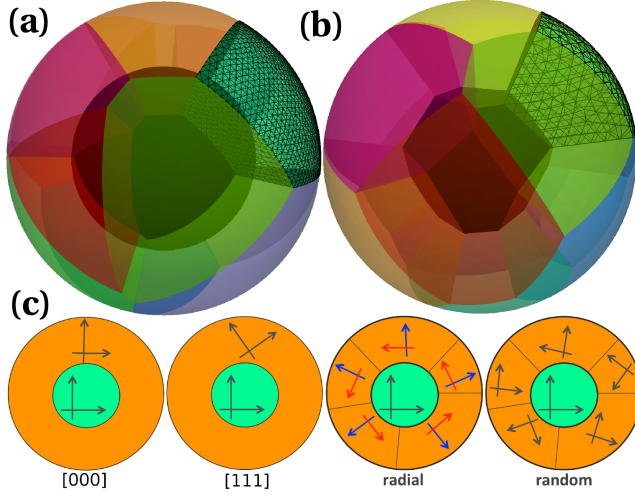 (a)
(b)
(c)
[000]
[111]
radial
random